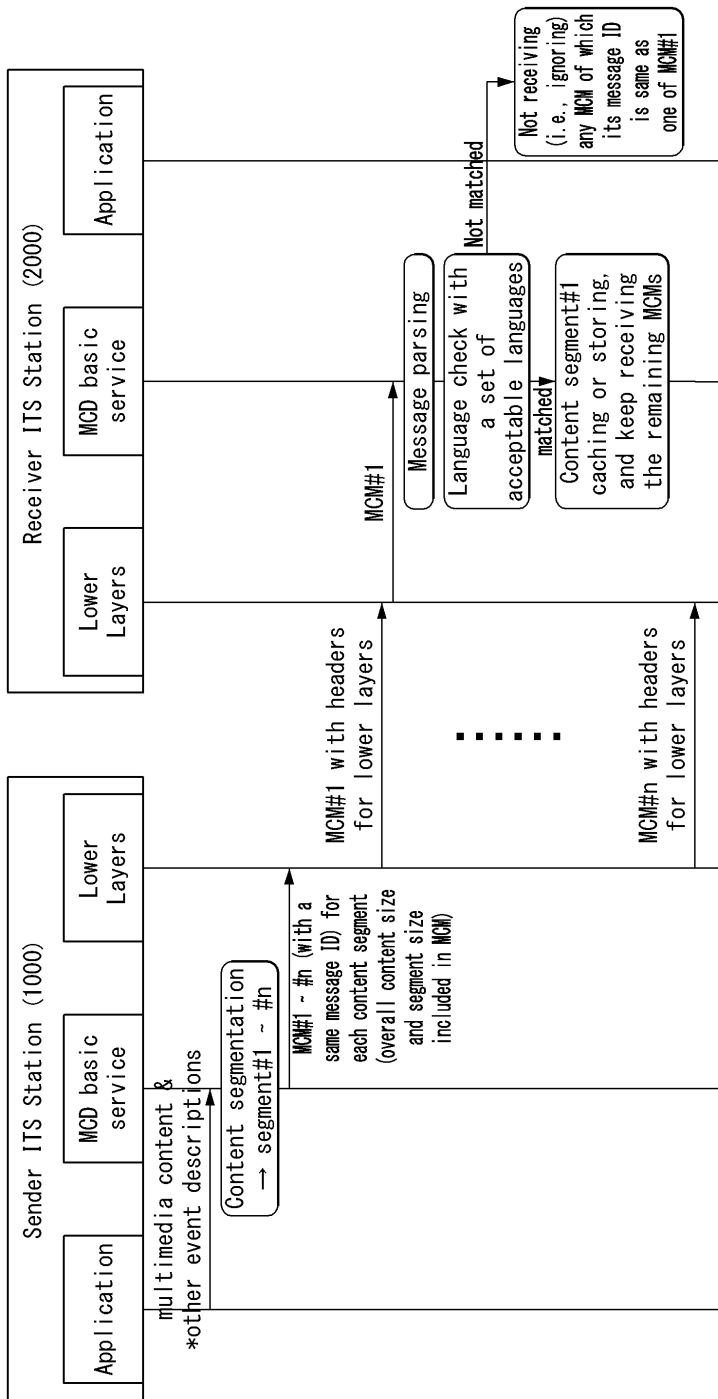 Sender ITS Station (1000)
Application
MCD basic
service
Lower
Layers
Receiver ITS Station (2000)
Lower
Layers
MCD basic
service
Application
multimedia content &
*other event descriptions
Content segmentation
→ segment#1 ~ #n
MCM#1 ~ #n (with a
same message ID) for
each content segment
(overall content size
and segment size
included in MCM)
MCM#1 with headers
for lower layers
MCM#1
Message parsing
Language check with
a set of
acceptable languages
Not matched
Not receiving
(i.e., ignoring)
any MCM of which
its message ID
is same as
one of MCM#1
matched
Content segment#1
caching or storing,
and keep receiving
the remaining MCMs
......
MCM#n with headers
for lower layers